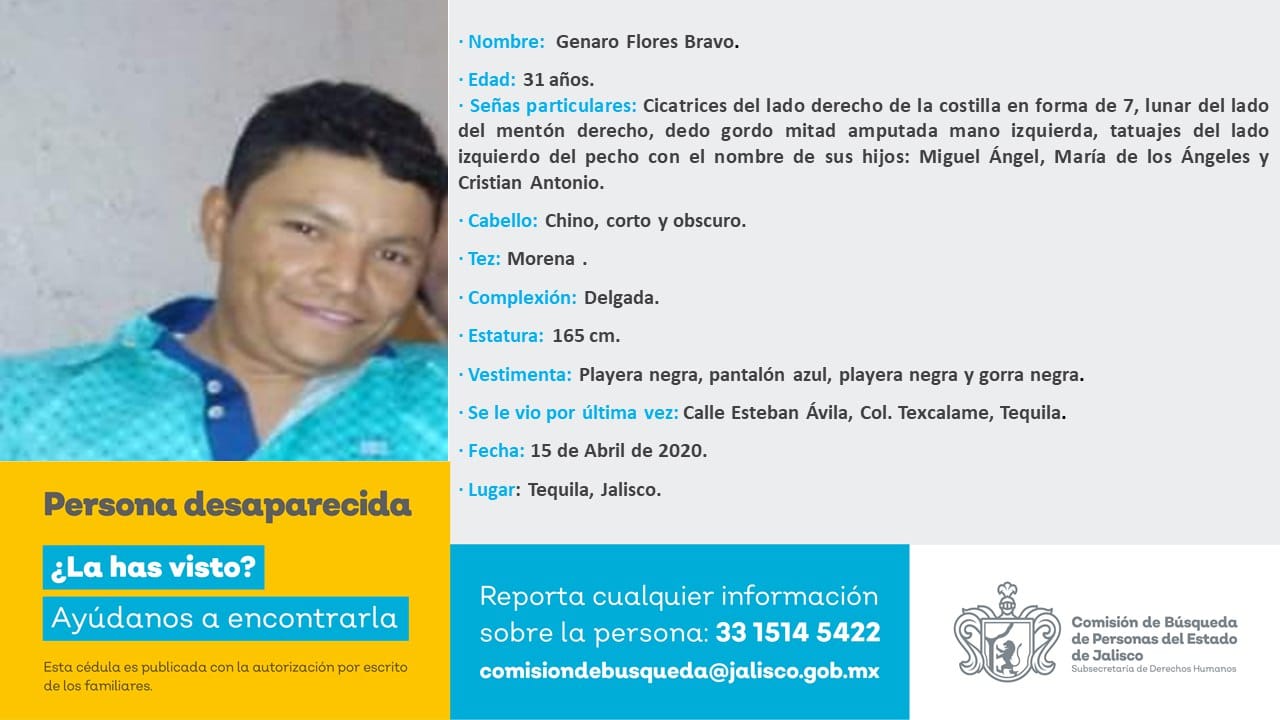 · Nombre: Genaro Flores Bravo.
· Edad: 31 años.
· Señas particulares: Cicatrices del lado derecho de la costilla en forma de 7, lunar del lado
del mentón derecho, dedo gordo mitad amputada mano izquierda, tatuajes del lado
izquierdo del pecho con el nombre de sus hijos: Miguel Ángel, María de los Ángeles y
Cristian Antonio.
· Cabello: Chino, corto y obscuro.
· Tez: Morena .
· Complexión: Delgada.
· Estatura: 165 cm.
· Vestimenta: Playera negra, pantalón azul, playera negra y gorra negra.
· Se le vio por última vez: Calle Esteban Ávila, Col. Texcalame, Tequila.
· Fecha: 15 de Abril de 2020.
· Lugar: Tequila, Jalisco.
Persona desaparecida
¿La has visto?
Ayúdanos a encontrarla
Esta cédula es publicada con la autorización por escrito
de los familiares.
Reporta cualquier información
sobre la persona: 33 1514 5422
comisiondebusqueda@jalisco.gob.mx
Comisión de Búsqueda
de Personas del Estado
de Jalisco
Subsecretaría de Derechos Humanos